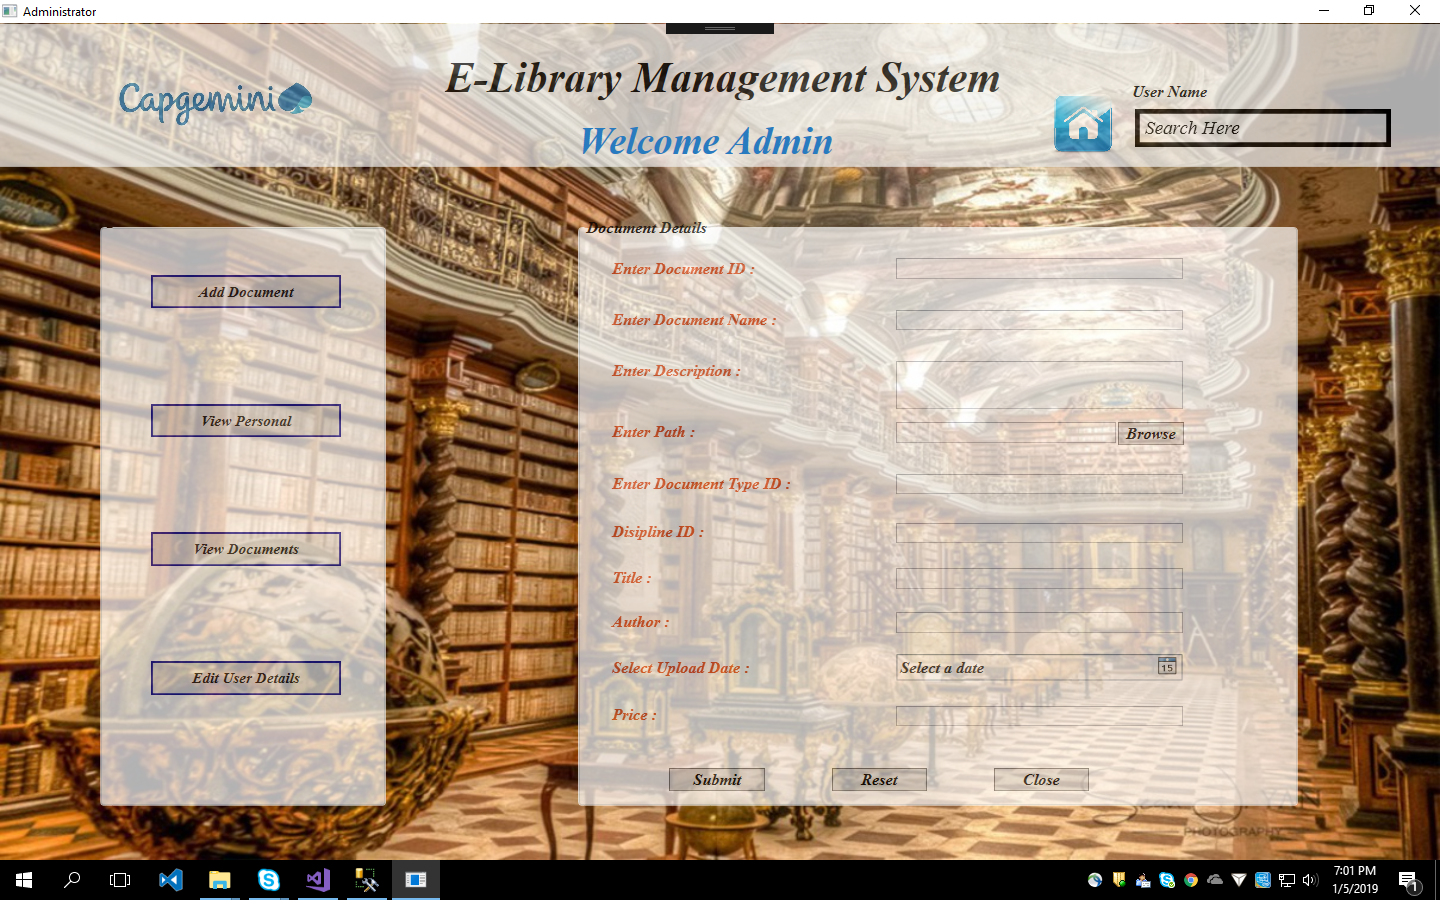 Administrator
E-Library Management System
Capgemini
Welcome Admin
User Name
Search Here
Add Document
View Personal
View Documents
Edit User Details
Document Details
Enter Document ID :
Enter Document Name :
Enter Description :
Enter Path :
Browse
Enter Document Type ID :
Disipline ID :
Title :
Author :
Select Upload Date :
Select a date
15
Price :
Submit
Reset
Close
PHOTOGRAPHY
7:01 PM
1/5/2019
1